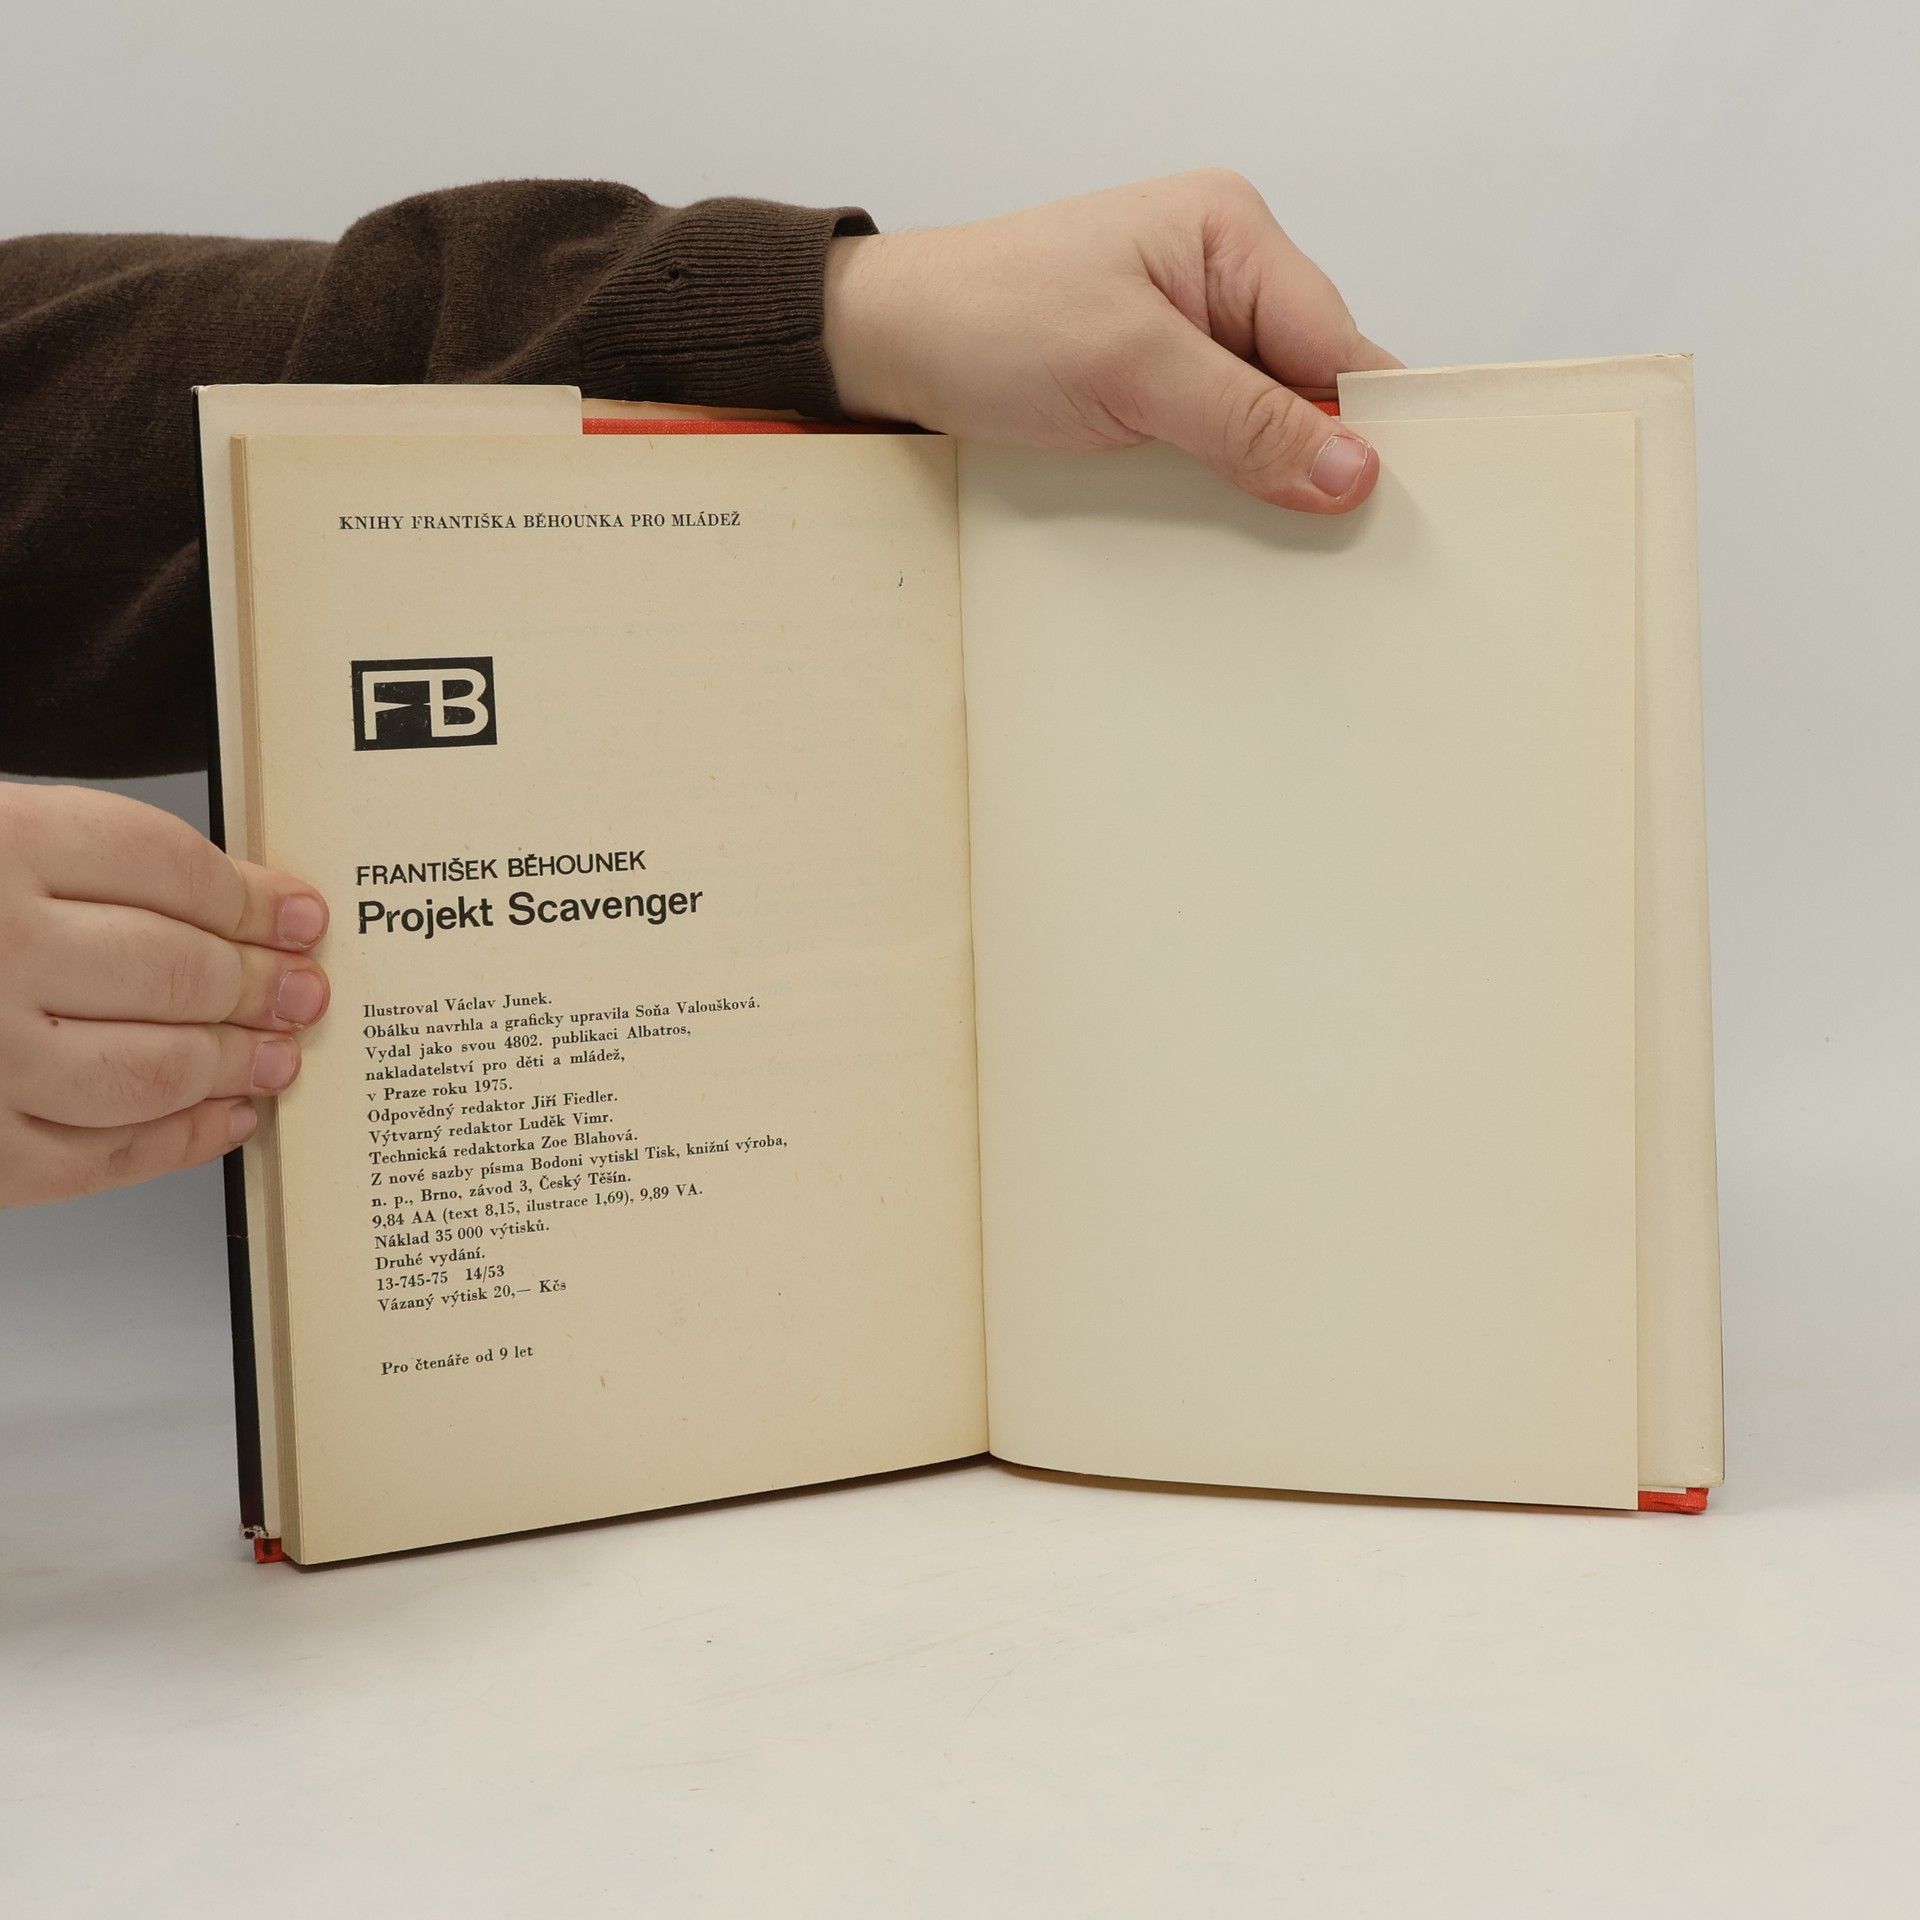 KNIHY FRANTIŠKA BĚHOUNKA PRO MLÁDEŽ
FB
FRANTIŠEK BĚHOUNEK
Projekt Scavenger
Ilustroval Václav Junek.
Obálku navrhla a graficky upravila Soňa Valoušková.
Vydal jako svou 4802. publikaci Albatros,
nakladatelství pro děti a mládež,
v Praze roku 1975.
Odpovědný redaktor Jiří Fiedler.
Výtvarný redaktor Luděk Vimr.
Technická redaktorka Zoe Blahová.
Z nové sazby písma Bodoni vytiskl Tisk, knižní výroba,
n. p., Brno, závod 3, Český Těšín.
9,84 AA (text 8,15, ilustrace 1,69), 9,89 VA.
Náklad 35 000 výtisků.
Druhé vydání.
13-745-75 14/53
Vázaný výtisk 20,— Kčs
Pro čtenáře od 9 let